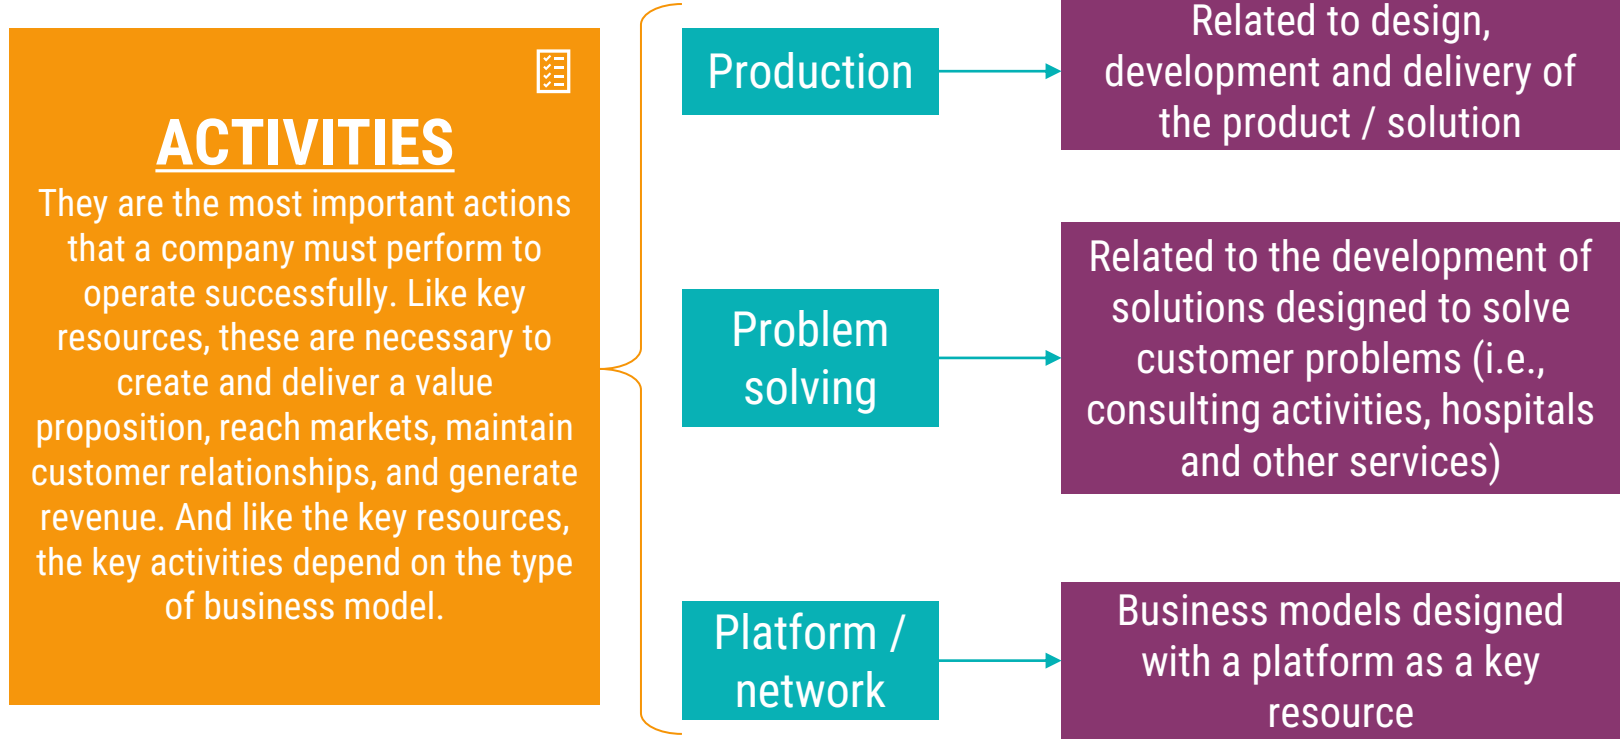 ACTIVITIES
They are the most important actions
that a company must perform to
operate successfully. Like key
resources, these are necessary to
create and deliver a value
proposition, reach markets, maintain
customer relationships, and generate
revenue. And like the key resources,
the key activities depend on the type
of business model.
Production
Related to design,
development and delivery of
the product / solution
Problem
solving
Related to the development of
solutions designed to solve
customer problems (i.e.,
consulting activities, hospitals
and other services)
Platform /
network
Business models designed
with a platform as a key
resource